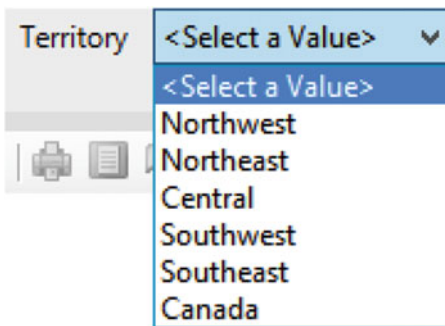 Territory <Select a Value>
<Select a Value>
Northwest
Northeast
Central
Southwest
Southeast
Canada